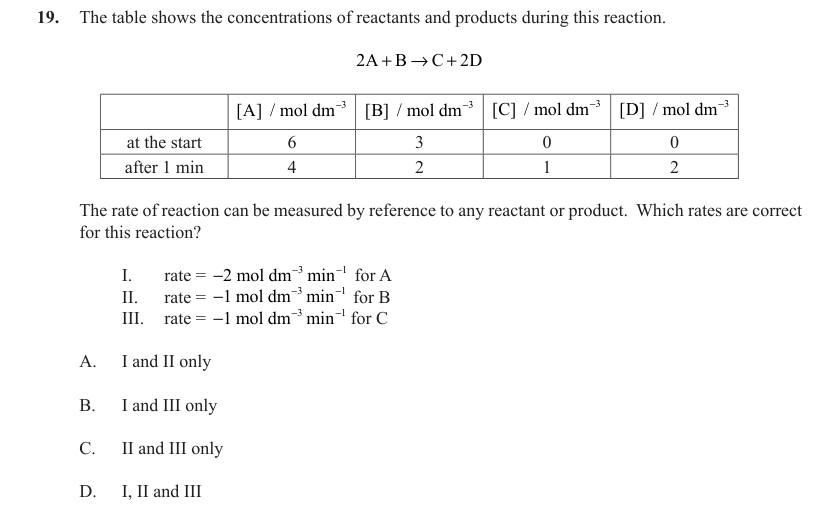 19. The table shows the concentrations of reactants and products during this reaction.
2A + B → C + 2D
[A] / mol dm⁻³ [B] / mol dm⁻³ [C] / mol dm⁻³ [D] / mol dm⁻³
at the start 6 3 0 0
after 1 min 4 2 1 2
The rate of reaction can be measured by reference to any reactant or product. Which rates are correct
for this reaction?
I. rate = −2 mol dm⁻³ min⁻¹ for A
II. rate = −1 mol dm⁻³ min⁻¹ for B
III. rate = −1 mol dm⁻³ min⁻¹ for C
A. I and II only
B. I and III only
C. II and III only
D. I, II and III